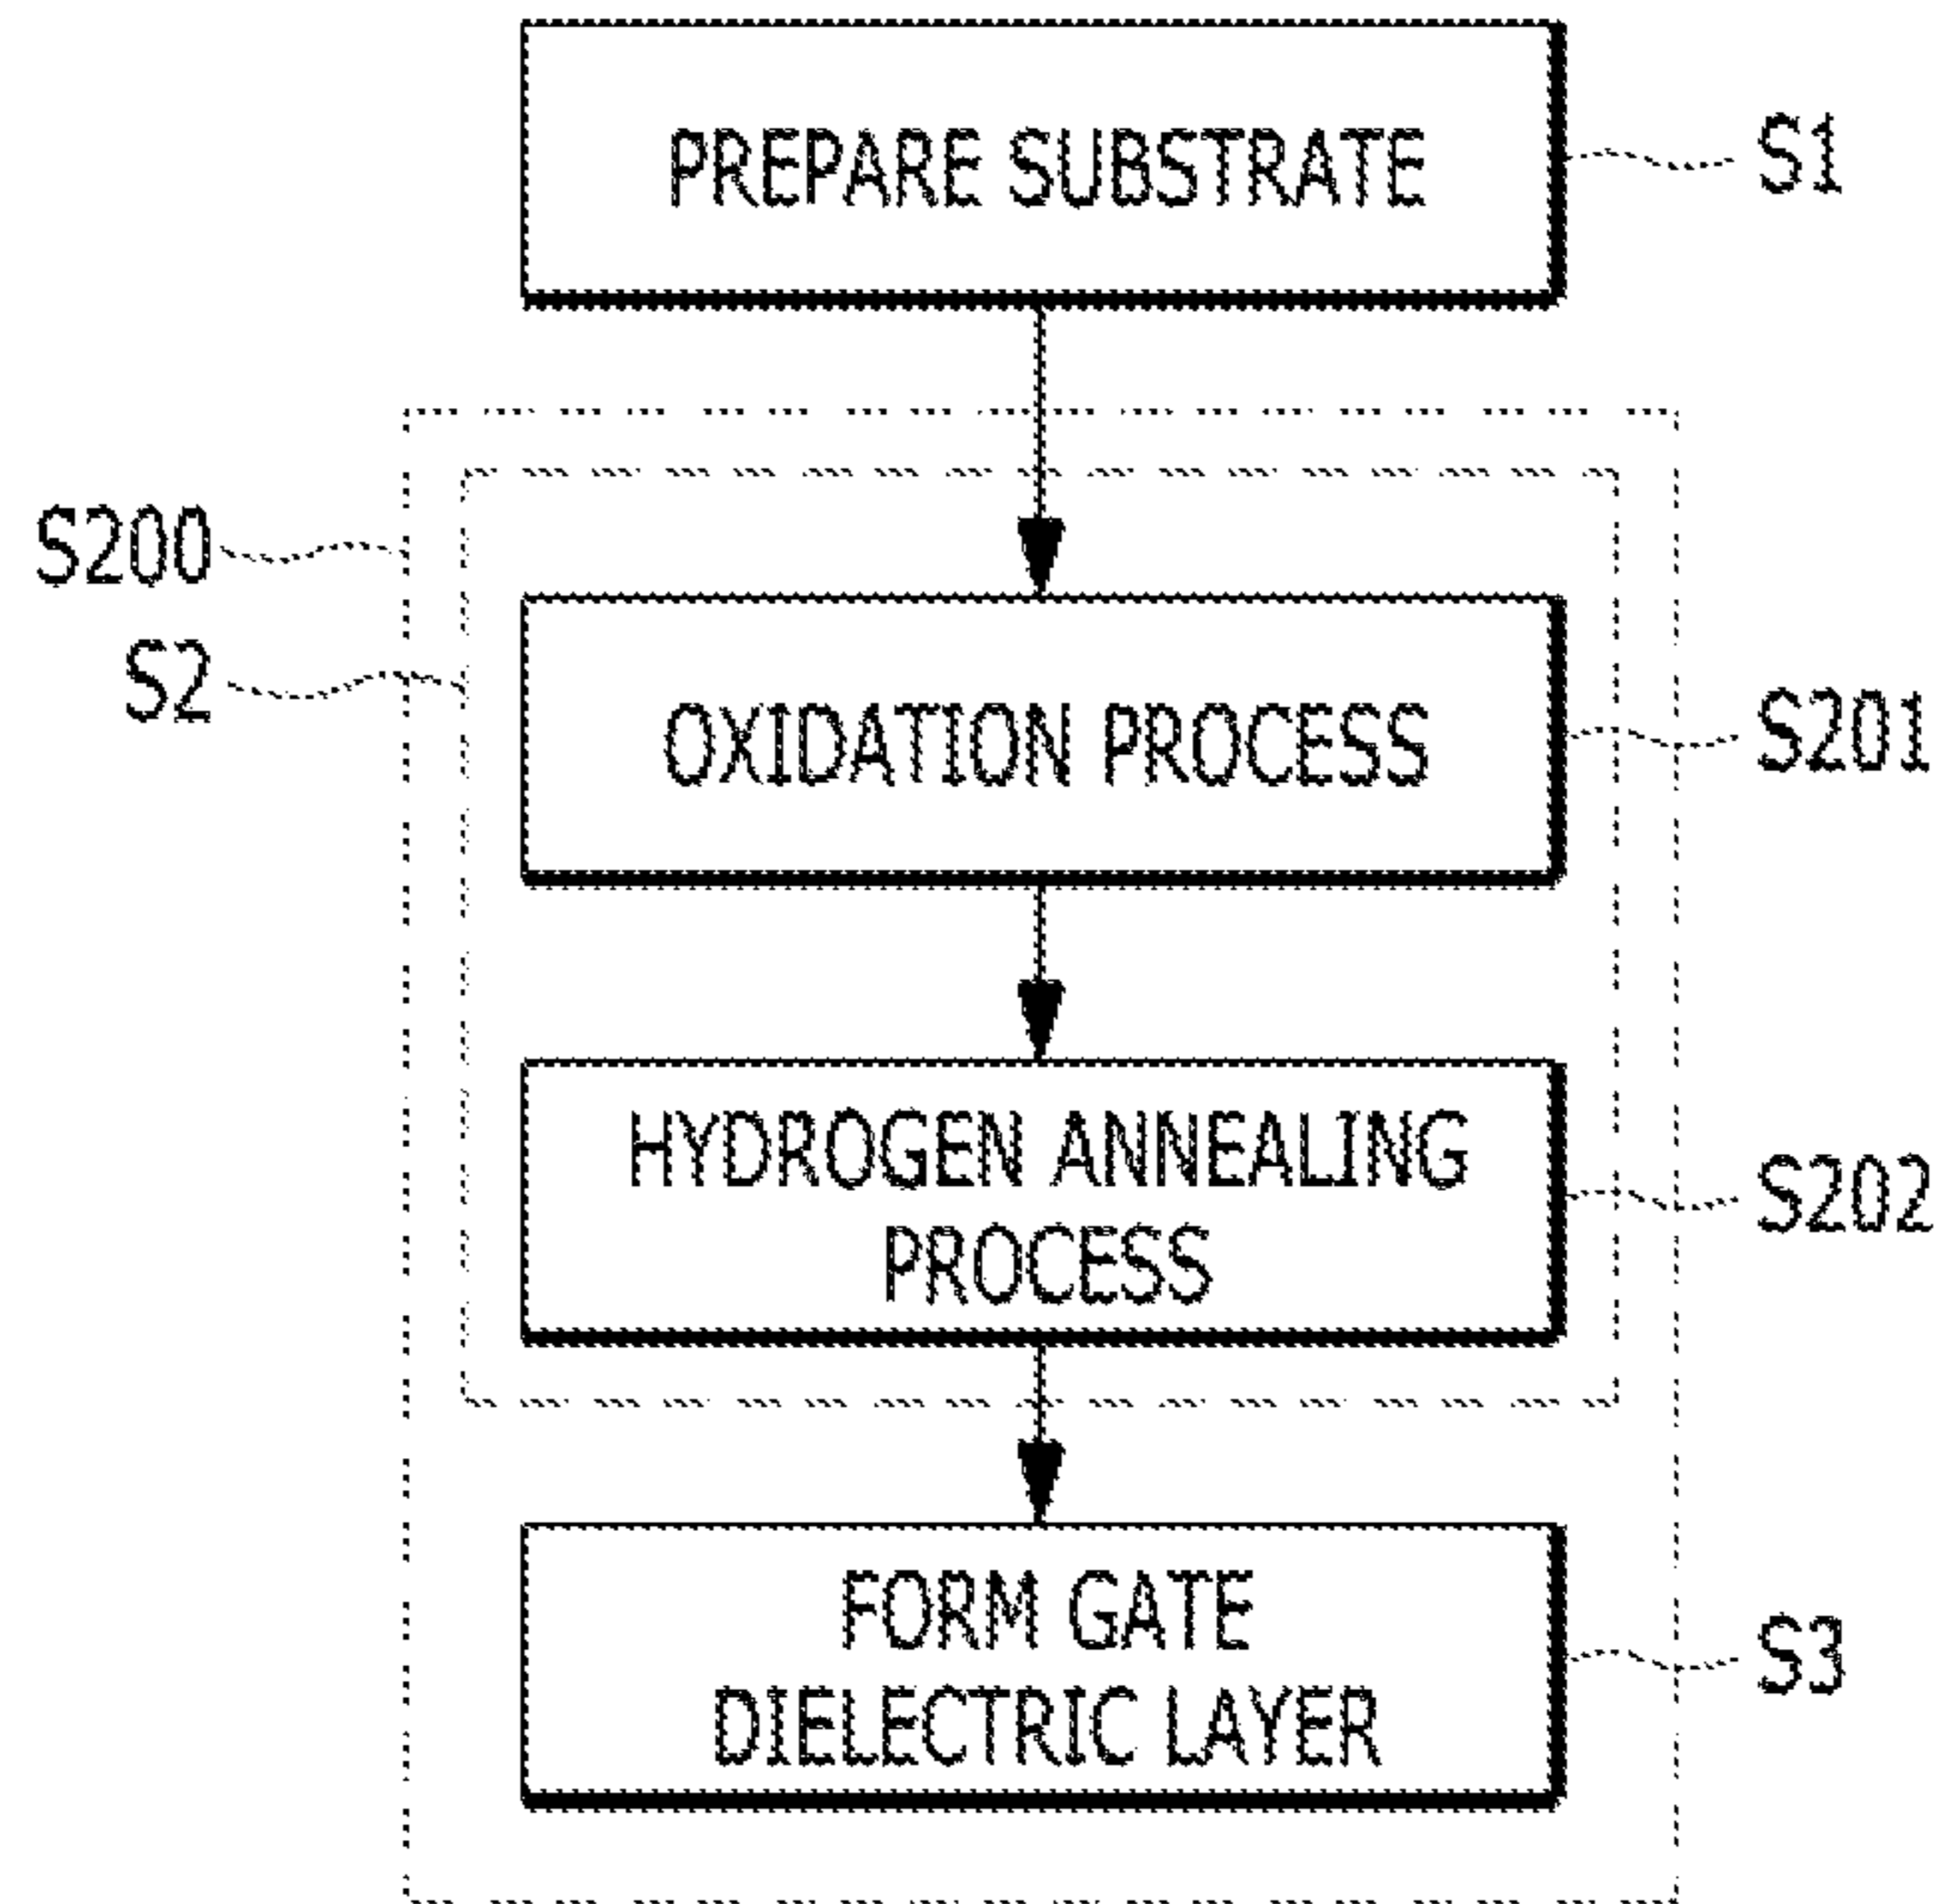 PREPARE SUBSTRATE
S1
S200
S2
OXIDATION PROCESS
S201
HYDROGEN ANNEALING
PROCESS
S202
FORM GATE
DIELECTRIC LAYER
S3